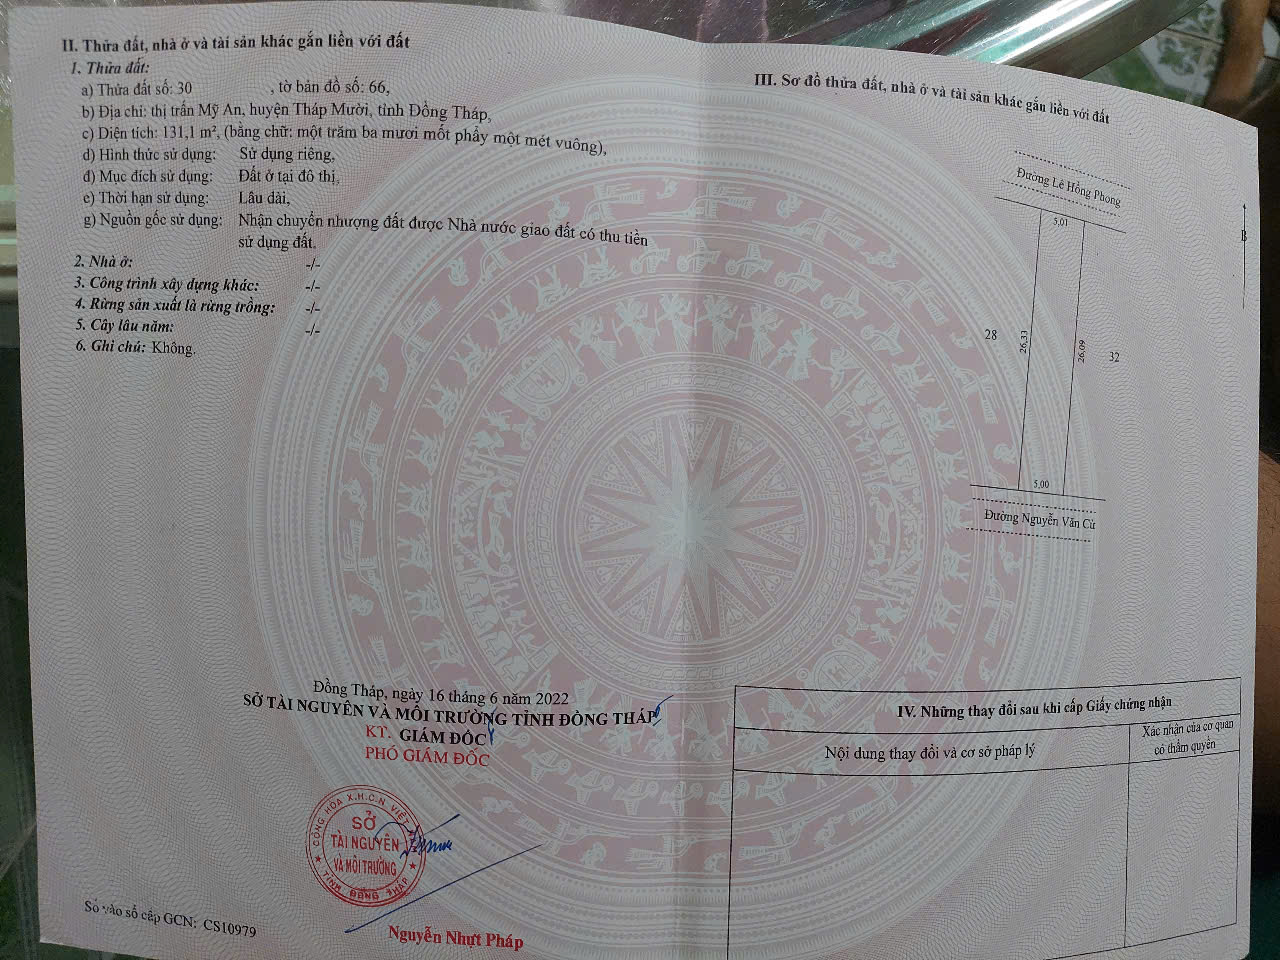 II. Thửa đất, nhà ở và tài sản khác gắn liền với đất
1. Thửa đất:
a) Thửa đất số: 30 , tờ bản đồ số: 66,
b) Địa chỉ: thị trấn Mỹ An, huyện Tháp Mười, tỉnh Đồng Tháp,
c) Diện tích: 131,1 m², (bằng chữ: một trăm ba mươi mốt phẩy một mét vuông),
d) Hình thức sử dụng: Sử dụng riêng,
đ) Mục đích sử dụng: Đất ở tại đô thị,
e) Thời hạn sử dụng: Lâu dài,
g) Nguồn gốc sử dụng: Nhận chuyển nhượng đất được Nhà nước giao đất có thu tiền
sử dụng đất.
2. Nhà ở: -/-
3. Công trình xây dựng khác: -/-
4. Rừng sản xuất là rừng trồng: -/-
5. Cây lâu năm: -/-
6. Ghi chú: Không.
Đồng Tháp, ngày 16 tháng 6 năm 2022
SỞ TÀI NGUYÊN VÀ MÔI TRƯỜNG TỈNH ĐỒNG THÁP
KT. GIÁM ĐỐC
PHÓ GIÁM ĐỐC
CỘNG HÒA X.H.C.N VIỆT
SỞ
TÀI NGUYÊN
VÀ MÔI TRƯỜNG
TỈNH ĐỒNG THÁP
Nguyễn Nhựt Pháp
Số vào sổ cấp GCN: CS10979
III. Sơ đồ thửa đất, nhà ở và tài sản khác gắn liền với đất
Đường Lê Hồng Phong
5,01
B
28
26,33
26,09
32
5,00
Đường Nguyễn Văn Cừ
IV. Những thay đổi sau khi cấp Giấy chứng nhận
Nội dung thay đổi và cơ sở pháp lý
Xác nhận của cơ quan
có thẩm quyền